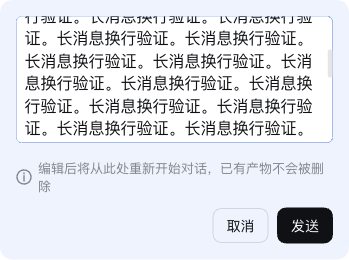 行验证。长消息换行验证。长消息换行验
证。长消息换行验证。长消息换行验证。
长消息换行验证。长消息换行验证。长消
息换行验证。长消息换行验证。长消息换
行验证。长消息换行验证。长消息换行验
证。长消息换行验证。长消息换行验证。
编辑后将从此处重新开始对话，已有产物不会被删
除
取消
发送